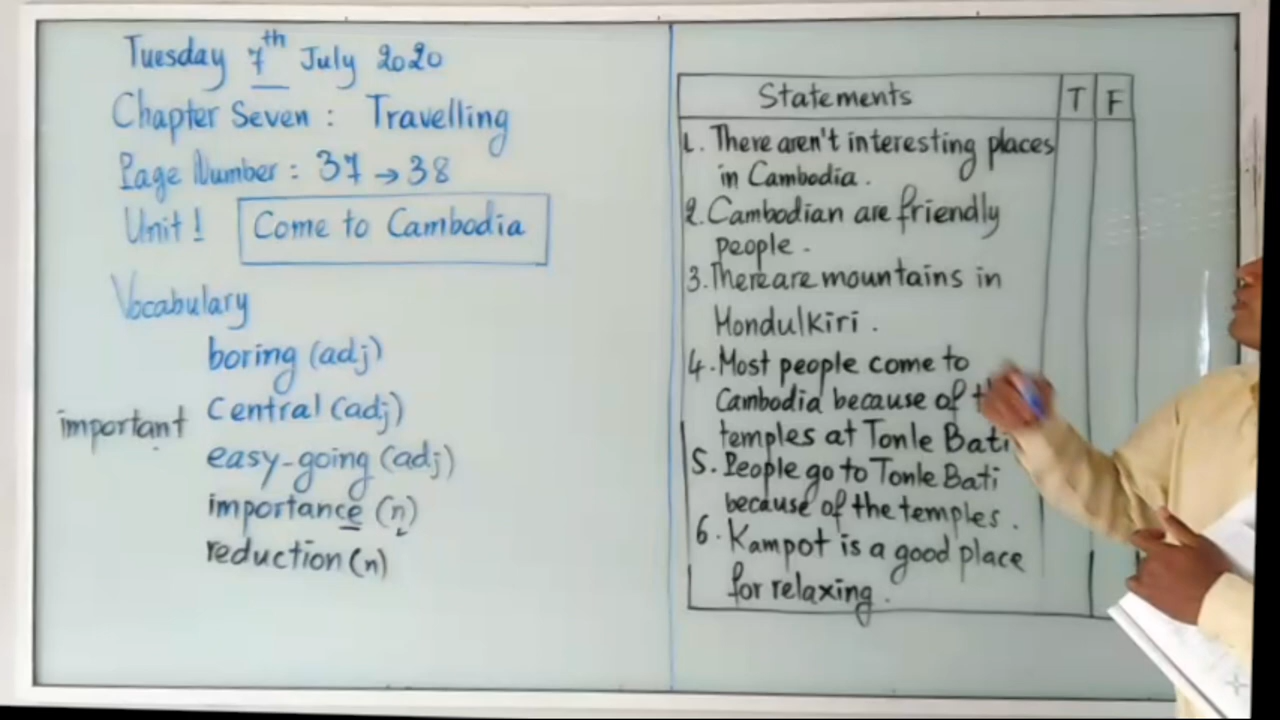 Tuesday 7th July 2020
Chapter Seven : Travelling
Page Number : 37 → 38
Unit 1 Come to Cambodia
Vocabulary
boring (adj)
important Central (adj)
easy-going (adj)
importance (n)
reduction (n)
Statements T F
1. There aren't interesting places
in Cambodia .
2. Cambodian are friendly
people .
3. There are mountains in
Mondulkiri .
4. Most people come to
Cambodia because of
temples at Tonle Bati
5. People go to Tonle Bati
because of the temples .
6. Kampot is a good place
for relaxing .